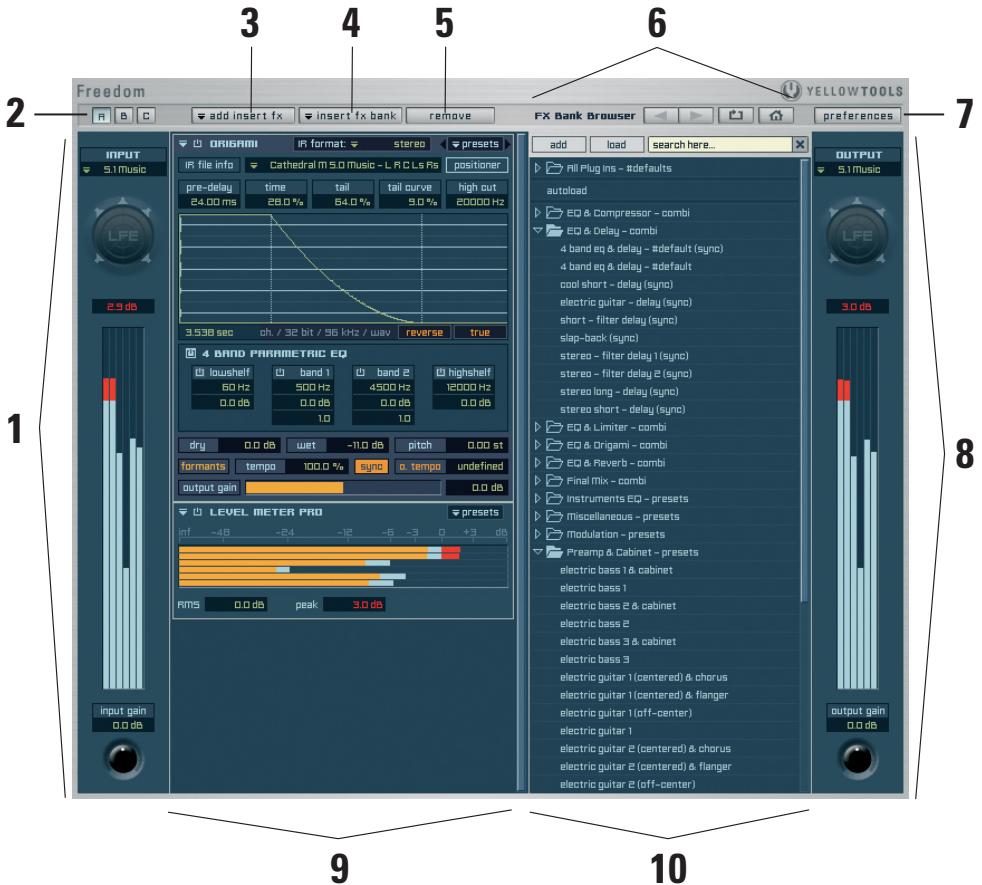 3
4
5
6
Freedom
YELLOWTOOLS
2
A B C
add insert fx
insert fx bank
remove
FX Bank Browser
preferences
7
1
INPUT
5.1 Music
LFE
2.9 dB
input gain
0.0 dB
ORIGAMI
IR format:
stereo
presets
IR file info
Cathedral M 5.0 Music - L R C Ls Rs
positioner
pre-delay
time
tail
tail curve
high cut
24.00 ms
28.0 %
64.0 %
9.0 %
20000 Hz
3.538 sec
ch. / 32 bit / 96 kHz / wav
reverse
true
4 BAND PARAMETRIC EQ
lowshelf
band 1
band 2
highshelf
60 Hz
500 Hz
4500 Hz
12000 Hz
0.0 dB
0.0 dB
0.0 dB
0.0 dB
1.0
1.0
dry
0.0 dB
wet
-11.0 dB
pitch
0.00 st
formants
tempo
100.0 %
sync
o. tempo
undefined
output gain
0.0 dB
LEVEL METER PRO
presets
inf -48 -24 -12 -6 -3 0 +3 dB
RMS
0.0 dB
peak
3.0 dB
add
load
search here...
All Plug Ins - #defaults
autoload
EQ & Compressor - combi
EQ & Delay - combi
4 band eq & delay - #default (sync)
4 band eq & delay - #default
cool short - delay (sync)
electric guitar - delay (sync)
short - filter delay (sync)
slap-back (sync)
stereo - filter delay 1 (sync)
stereo - filter delay 2 (sync)
stereo long - delay (sync)
stereo short - delay (sync)
EQ & Limiter - combi
EQ & Origami - combi
EQ & Reverb - combi
Final Mix - combi
Instruments EQ - presets
Miscellaneous - presets
Modulation - presets
Preamp & Cabinet - presets
electric bass 1 & cabinet
electric bass 1
electric bass 2 & cabinet
electric bass 2
electric bass 3 & cabinet
electric bass 3
electric guitar 1 (centered) & chorus
electric guitar 1 (centered) & flanger
electric guitar 1 (off-center)
electric guitar 1
electric guitar 2 (centered) & chorus
electric guitar 2 (centered) & flanger
electric guitar 2 (off-center)
OUTPUT
5.1 Music
LFE
3.0 dB
output gain
0.0 dB
8
9
10